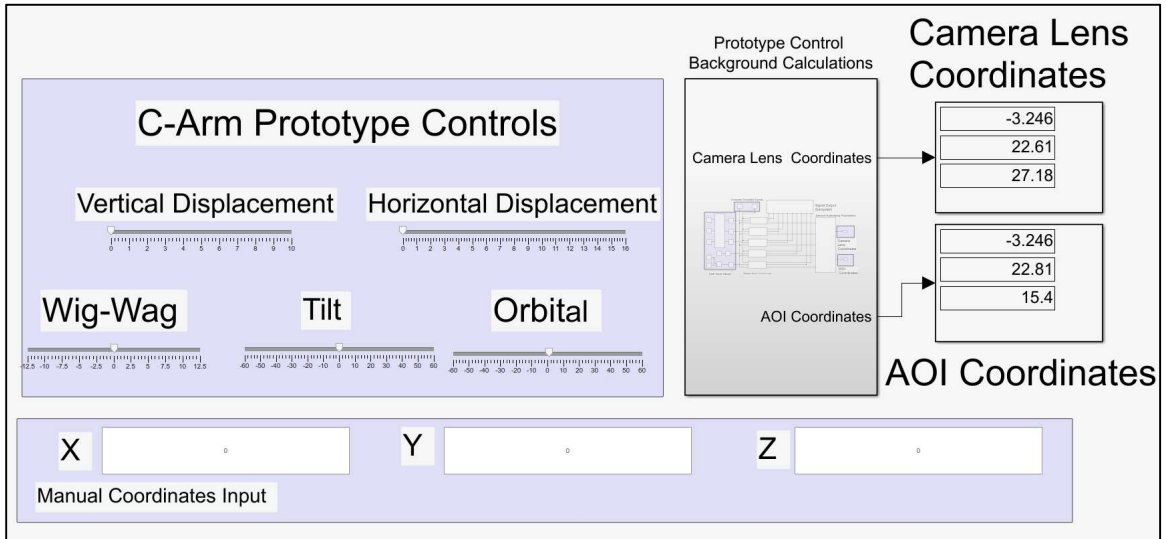 Camera Lens
Coordinates
Prototype Control
Background Calculations
-3.246
22.61
27.18
C-Arm Prototype Controls
Camera Lens Coordinates
Vertical Displacement
Horizontal Displacement
0 1 2 3 4 5 6 7 8 9 10
0 1 2 3 4 5 6 7 8 9 10 11 12 13 14 15 16
-3.246
22.81
15.4
Wig-Wag
Tilt
Orbital
AOI Coordinates
-12.5 -10 -7.5 -5 -2.5 0 2.5 5 7.5 10 12.5
-60 -50 -40 -30 -20 -10 0 10 20 30 40 50 60
-60 -50 -40 -30 -20 -10 0 10 20 30 40 50 60
AOI Coordinates
X
0
Y
0
Z
0
Manual Coordinates Input